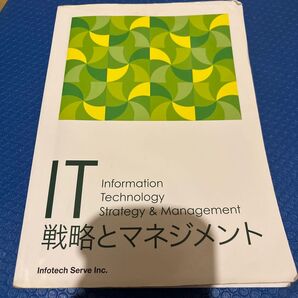 IT
Information
Technology
Strategy & Management
戦略とマネジメント
Infotech Serve Inc.